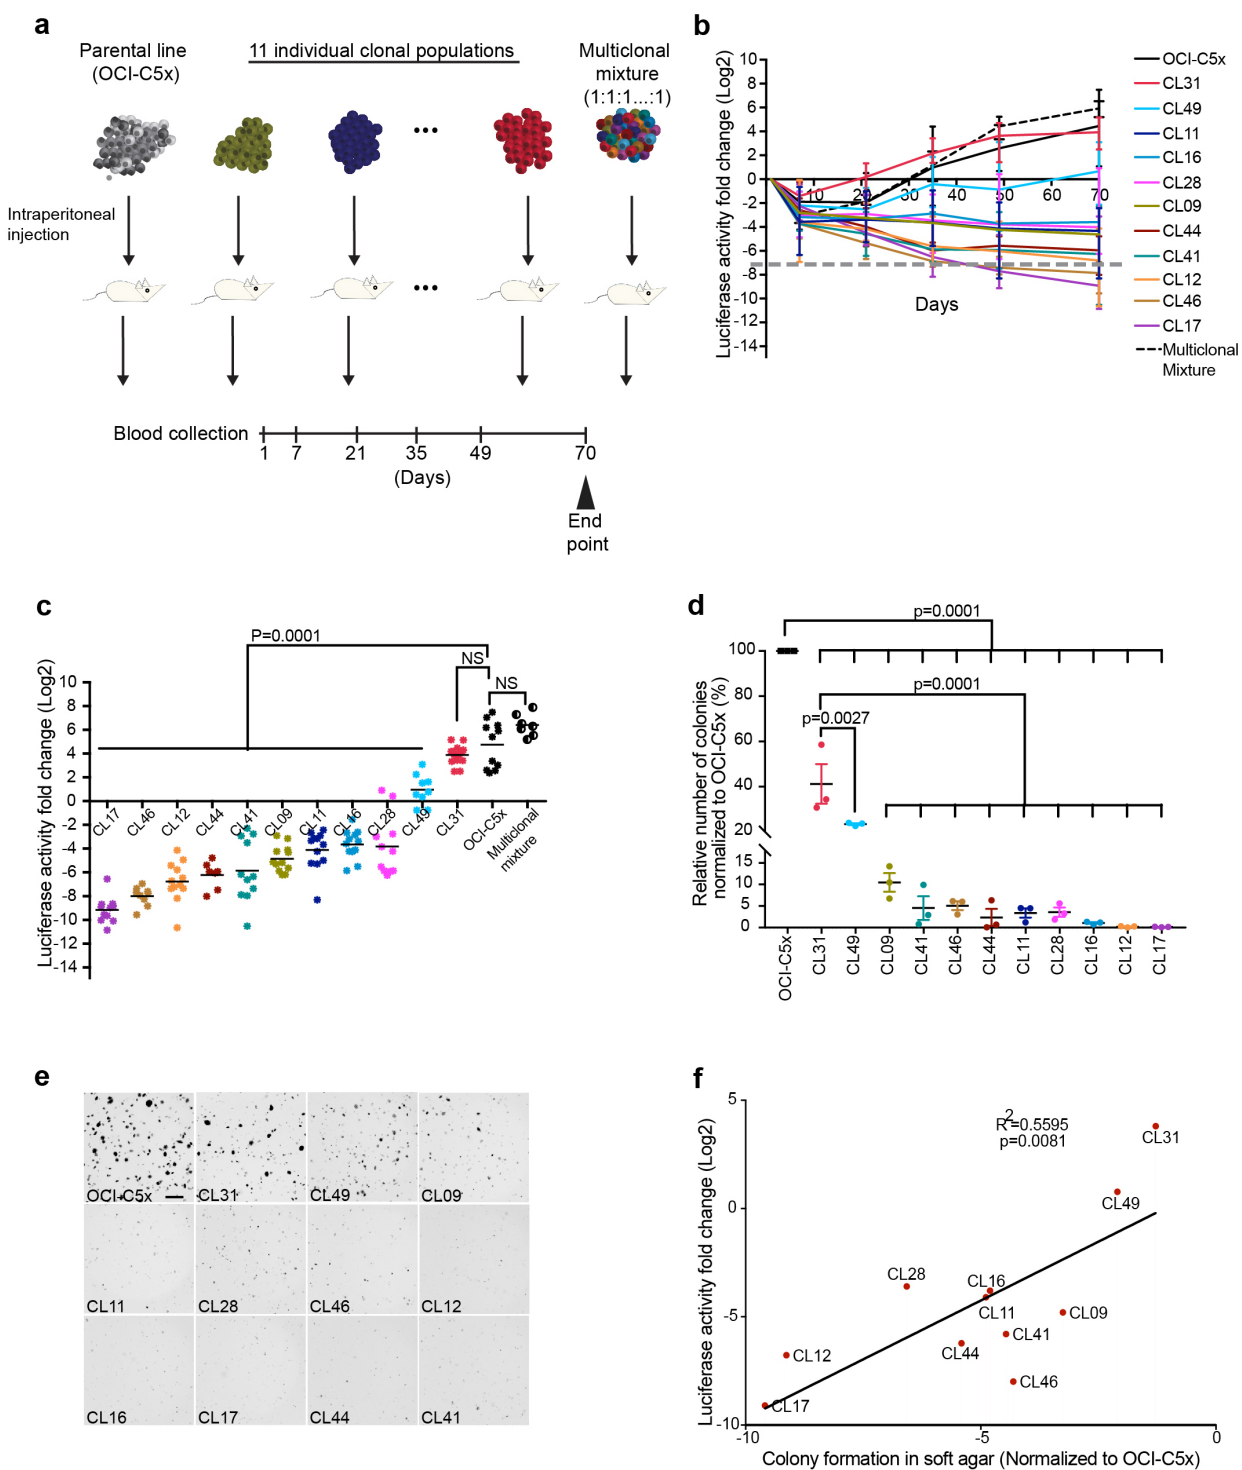 a
Parental line
(OCI-C5x)
11 individual clonal populations
Multiclonal
mixture
(1:1:1...:1)
Intraperitoneal
injection
Blood collection
1 7 21 35 49 70
(Days)
End
point
b
Luciferase activity fold change (Log2)
10
8
6
4
2
0
-2
-4
-6
-8
-10
-12
-14
10 20 30 40 50 60 70
Days
OCI-C5x
CL31
CL49
CL11
CL16
CL28
CL09
CL44
CL41
CL12
CL46
CL17
Multiclonal
Mixture
c
Luciferase activity fold change (Log2)
P=0.0001
NS
NS
10
8
6
4
2
0
-2
-4
-6
-8
-10
-12
-14
CL17 CL46 CL12 CL44 CL41 CL09 CL11 CL16 CL28 CL49 CL31 OCI-C5x Multiclonal
mixture
d
Relative number of colonies
normalized to OCI-C5x (%)
p=0.0001
p=0.0001
p=0.0027
100
80
60
40
20
15
10
5
0
OCI-C5x CL31 CL49 CL09 CL41 CL46 CL44 CL11 CL28 CL16 CL12 CL17
e
OCI-C5x CL31 CL49 CL09
CL11 CL28 CL46 CL12
CL16 CL17 CL44 CL41
f
Luciferase activity fold change (Log2)
5
0
-5
-10
R2=0.5595
p=0.0081
CL31
CL49
CL28
CL16
CL11
CL09
CL41
CL44
CL12
CL46
CL17
-10 -5 0
Colony formation in soft agar (Normalized to OCI-C5x)